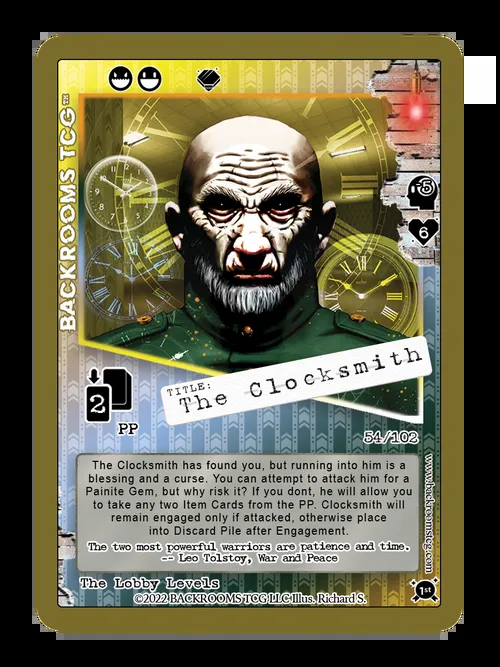 BACKROOMS TCG
5
6
TITLE:
The Clocksmith
2
PP
54/102
The Clocksmith has found you, but running into him is a
blessing and a curse. You can attempt to attack him for a
Painite Gem, but why risk it? If you dont, he will allow you
to take any two Item Cards from the PP. Clocksmith will
remain engaged only if attacked, otherwise place
into Discard Pile after Engagement.
The two most powerful warriors are patience and time.
-- Leo Tolstoy, War and Peace
www.backroomstcg.com
The Lobby Levels
©2022 BACKROOMS TCG LLC Illus. Richard S.
1st